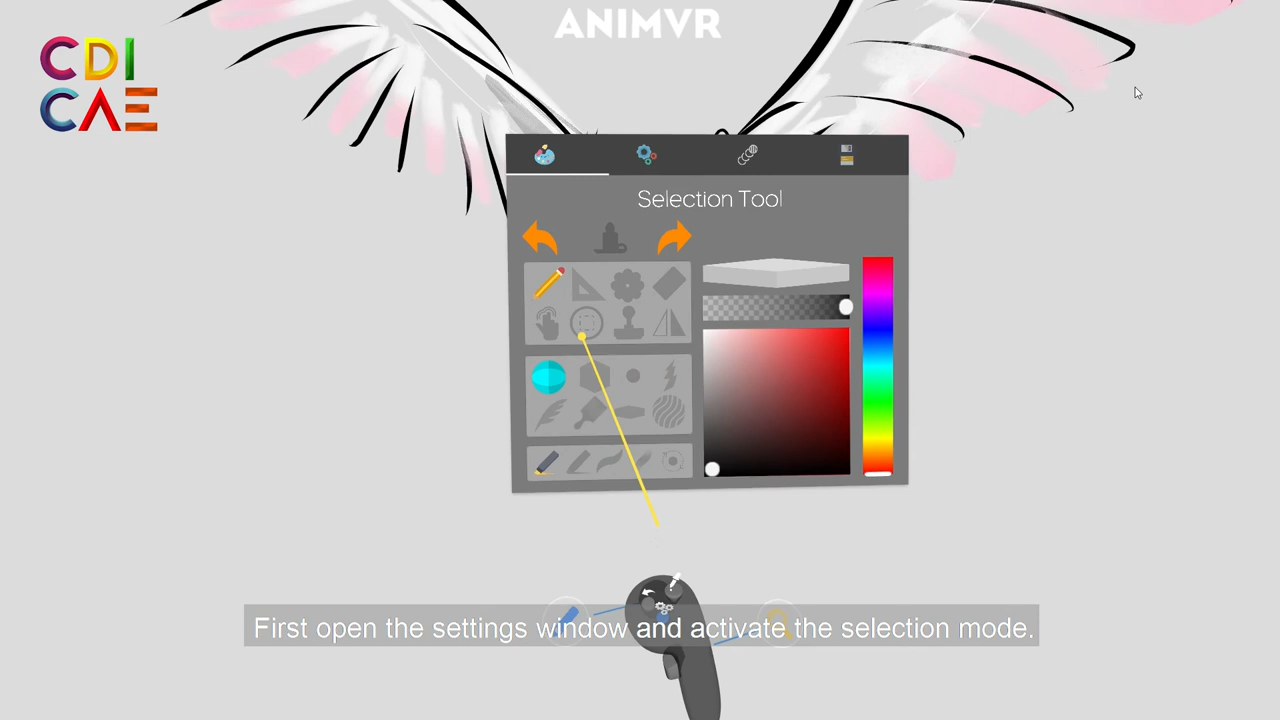 ANIMVR
CDI
CAE
Selection Tool
First open the settings window and activate the selection mode.